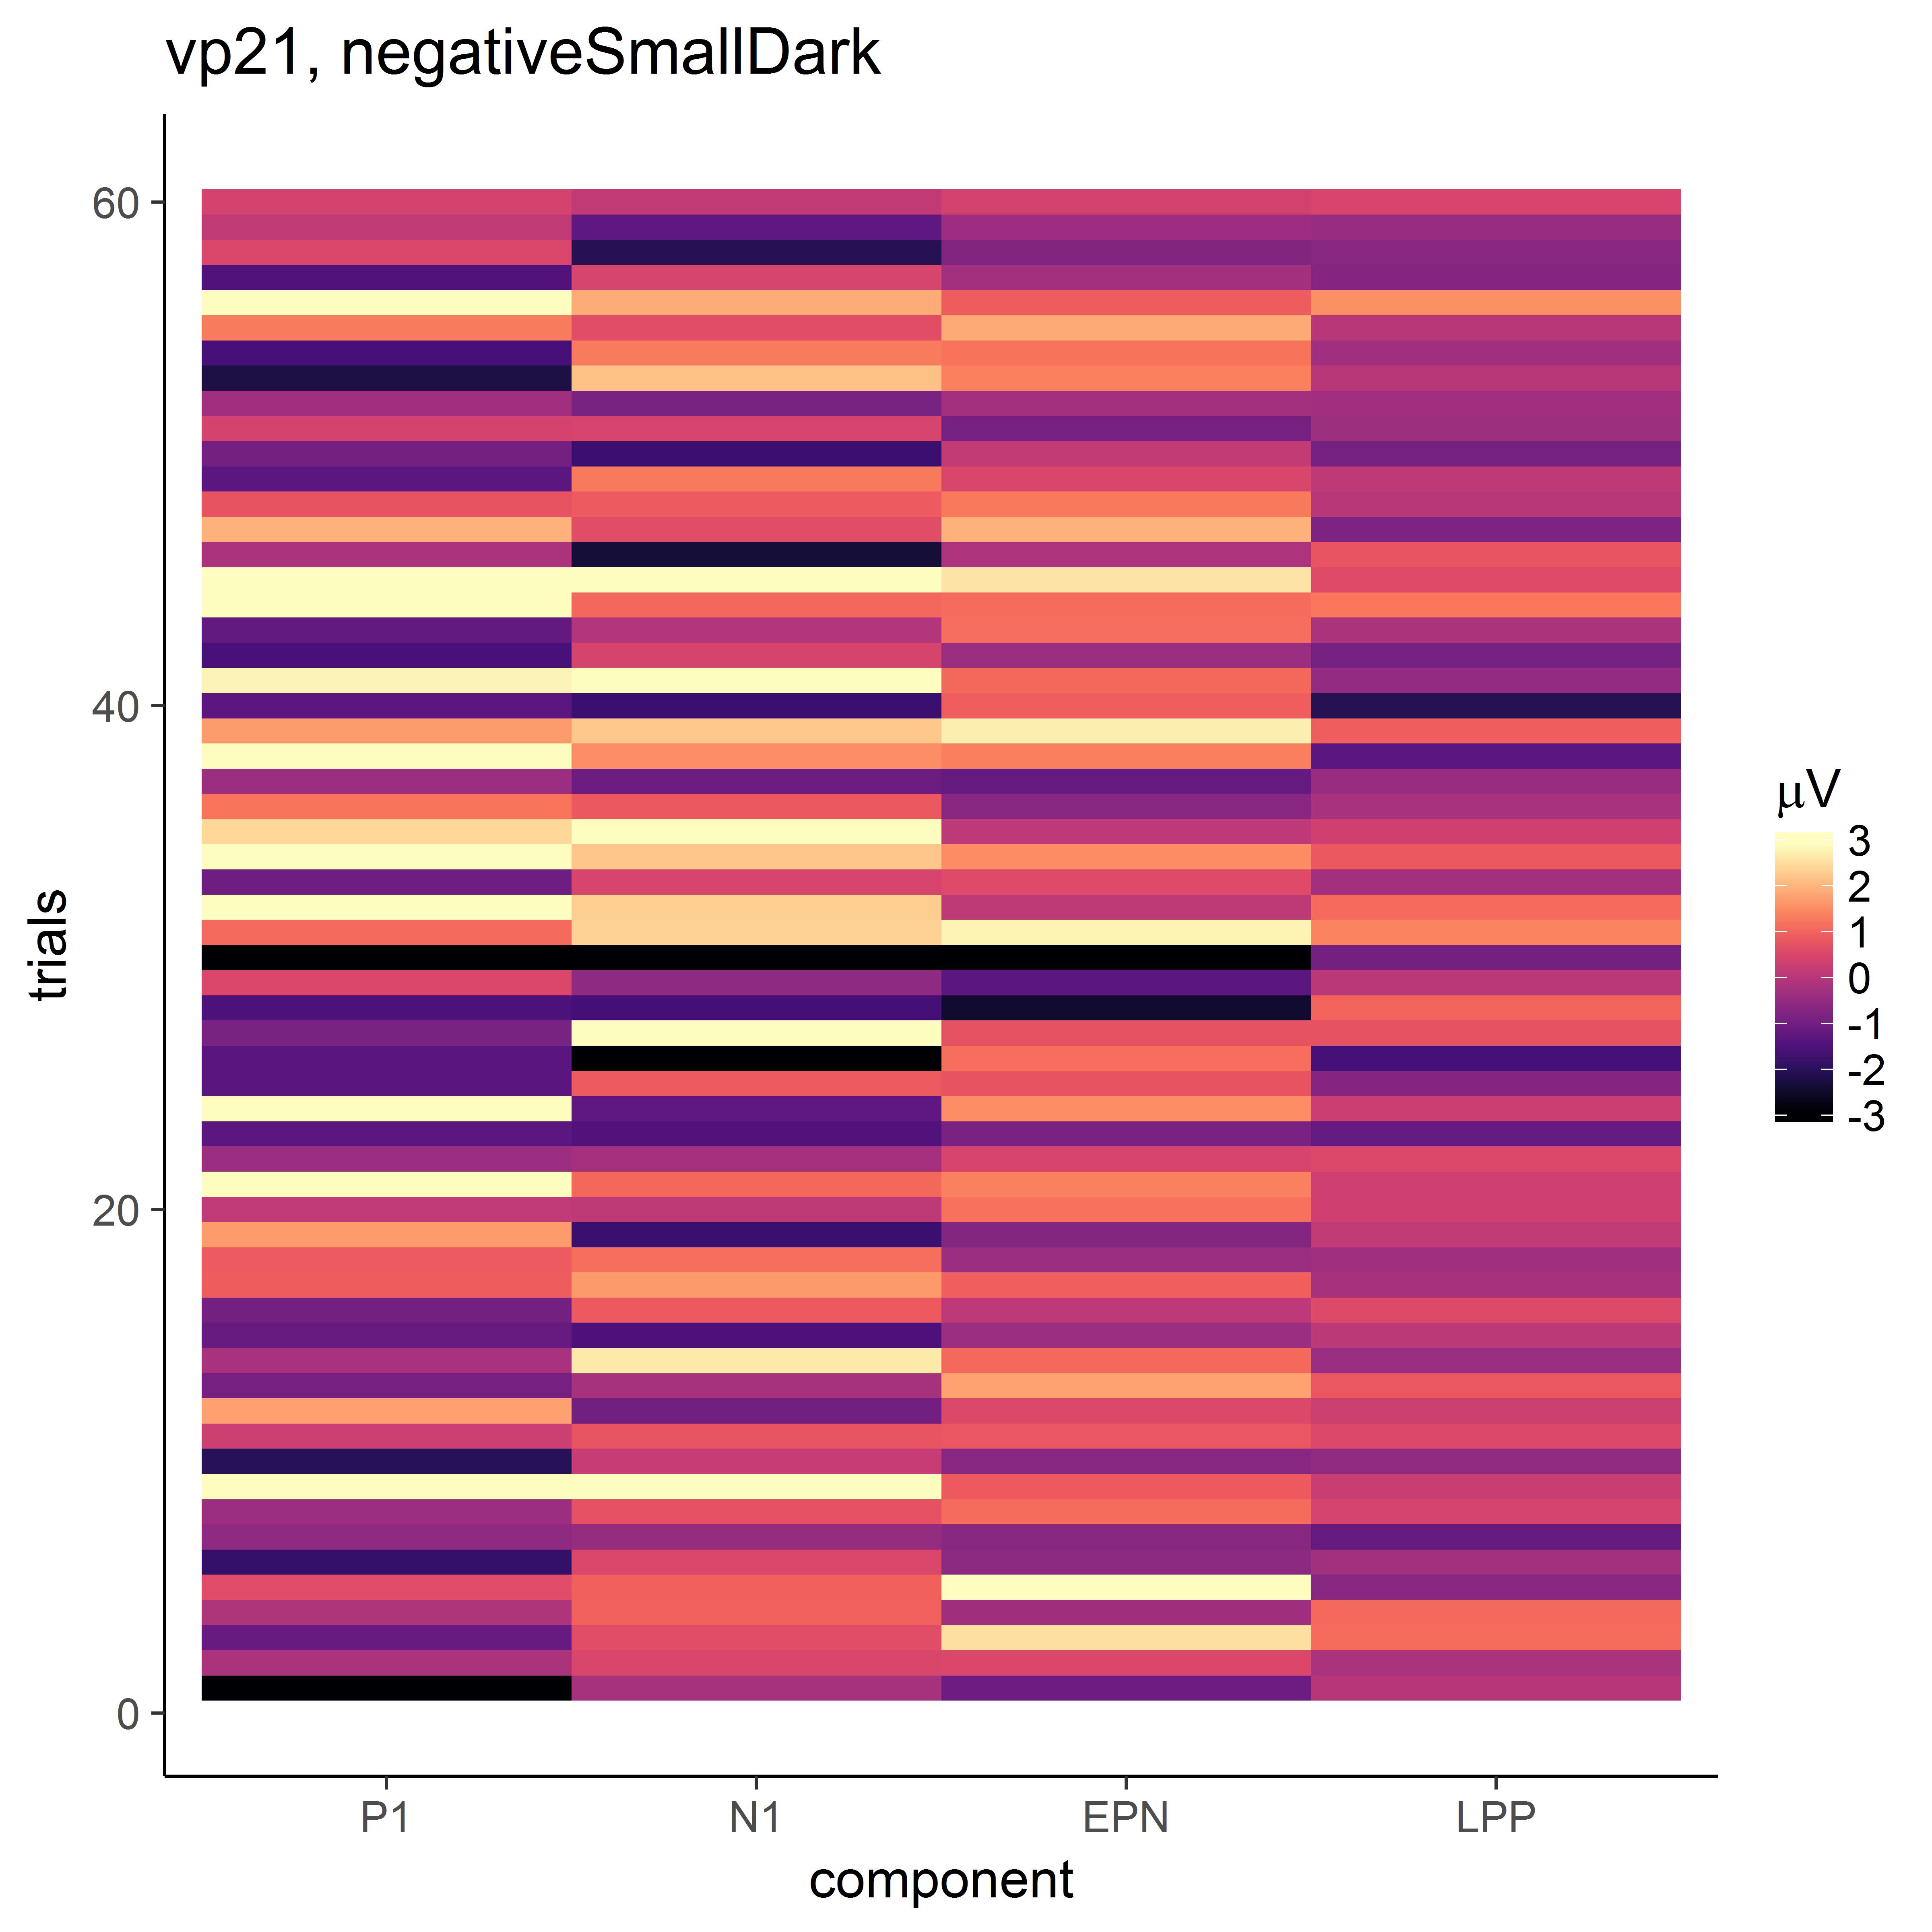 vp21, negativeSmallDark
60
40
20
0
trials
P1 N1 EPN LPP
component
μV
3
2
1
0
-1
-2
-3